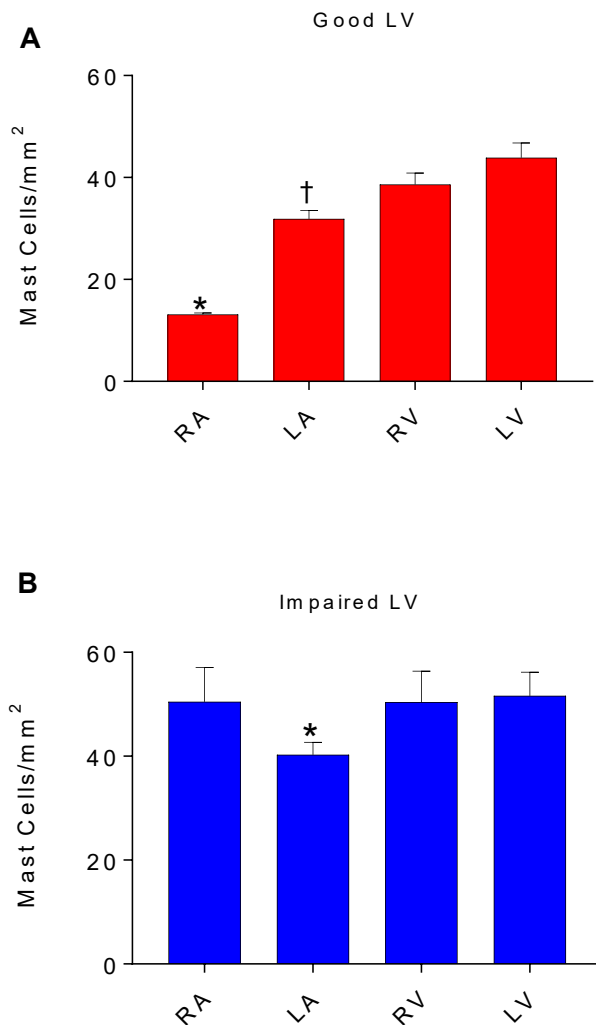 A
Good LV
Mast Cells/mm²
60
40
20
0
*
†
RA
LA
RV
LV
B
Impaired LV
Mast Cells/mm²
60
40
20
0
*
RA
LA
RV
LV